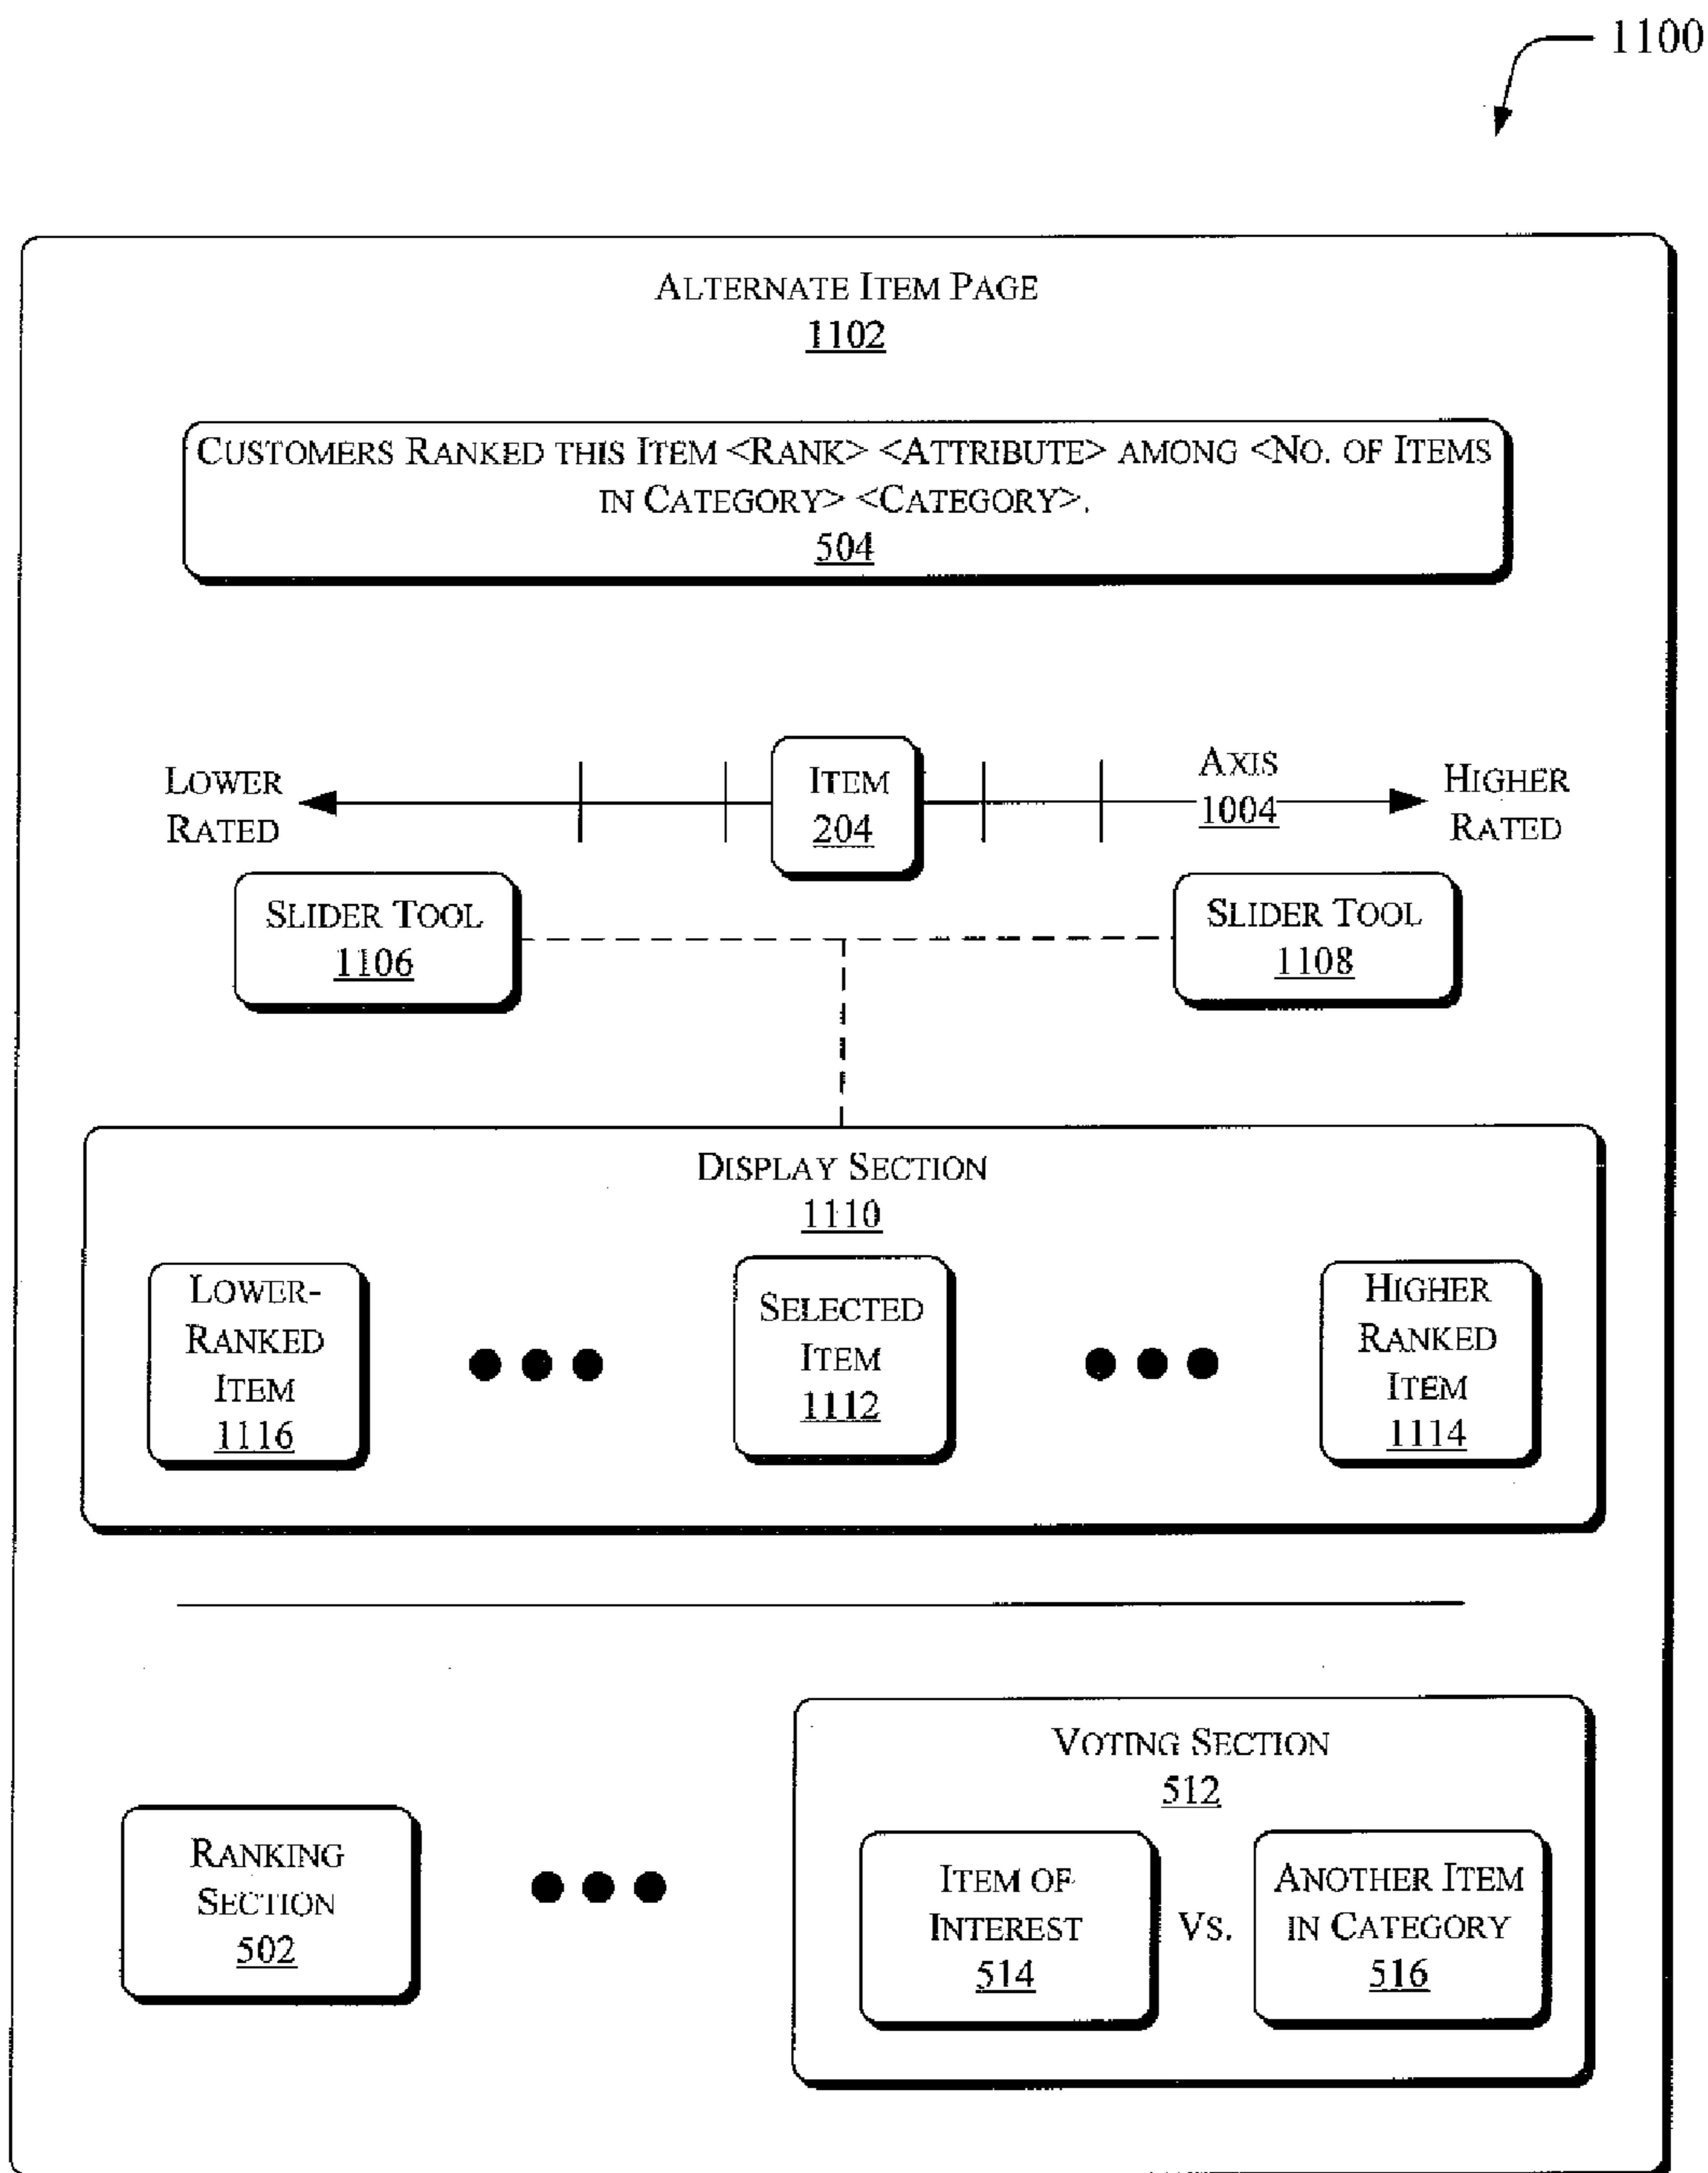 1100
ALTERNATE ITEM PAGE
1102
CUSTOMERS RANKED THIS ITEM <RANK> <ATTRIBUTE> AMONG <NO. OF ITEMS
IN CATEGORY> <CATEGORY>.
504
LOWER
RATED
ITEM
204
AXIS
1004
HIGHER
RATED
SLIDER TOOL
1106
SLIDER TOOL
1108
DISPLAY SECTION
1110
LOWER-
RANKED
ITEM
1116
SELECTED
ITEM
1112
HIGHER
RANKED
ITEM
1114
RANKING
SECTION
502
VOTING SECTION
512
ITEM OF
INTEREST
514
VS.
ANOTHER ITEM
IN CATEGORY
516